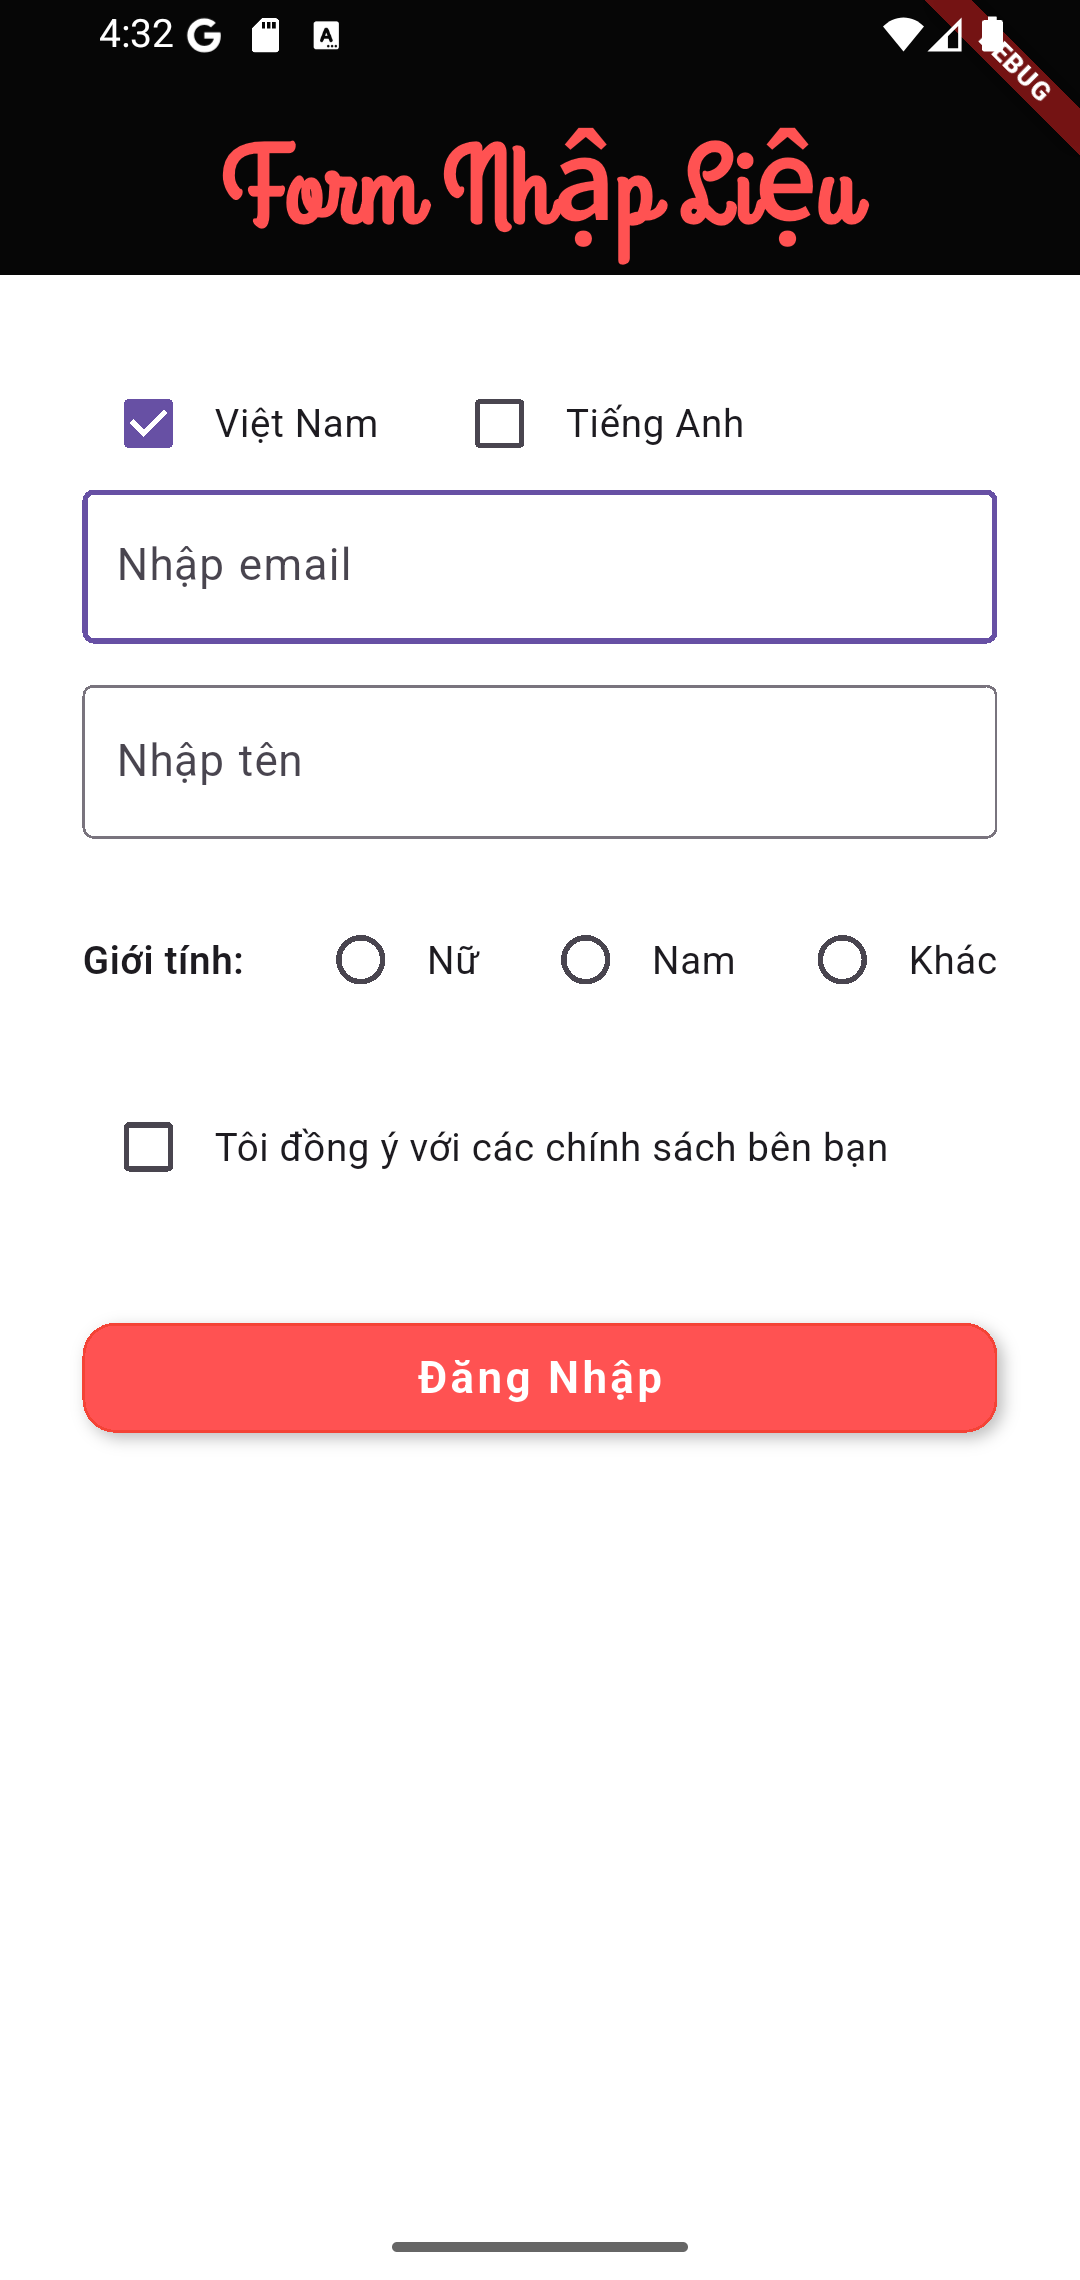 4:32
EBUG
Form Nhập Liệu
Việt Nam Tiếng Anh
Nhập email
Nhập tên
Giới tính: Nữ Nam Khác
Tôi đồng ý với các chính sách bên bạn
Đăng Nhập